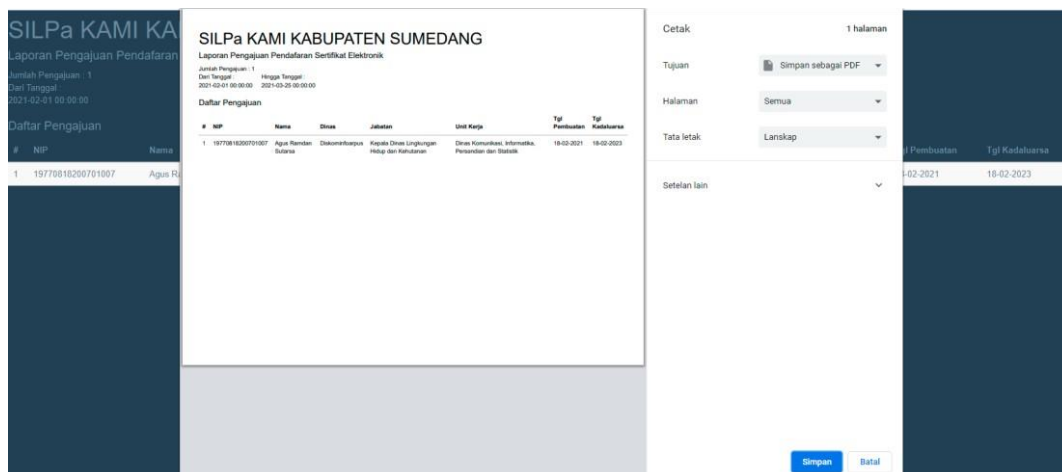 SILPa KAMI KA
Laporan Pengajuan Pendafaran
Jumlah Pengajuan : 1
Dari Tanggal
2021-02-01 00:00:00
Daftar Pengajuan
# NIP Nama
1 19770818200701007 Agus Ra
SILPa KAMI KABUPATEN SUMEDANG
Laporan Pengajuan Pendafaran Sertifikat Elektronik
Jumlah Pengajuan : 1
Dari Tanggal : Hingga Tanggal :
2021-02-01 00:00:00 2021-03-25 00:00:00
Daftar Pengajuan
# NIP Nama Dinas Jabatan Unit Kerja Tgl Pembuatan Tgl Kadaluarsa
1 19770818200701007 Agus Ramdan Diskominfosanpus Kepala Dinas Lingkungan Dinas Komunikasi, Informatika, 18-02-2021 18-02-2023
Sutarsa Hidup dan Kehutanan Persandian dan Statistik
Cetak 1 halaman
Tujuan Simpan sebagai PDF
Halaman Semua
Tata letak Lanskap
Setelan lain
Simpan Batal
gl Pembuatan Tgl Kadaluarsa
-02-2021 18-02-2023